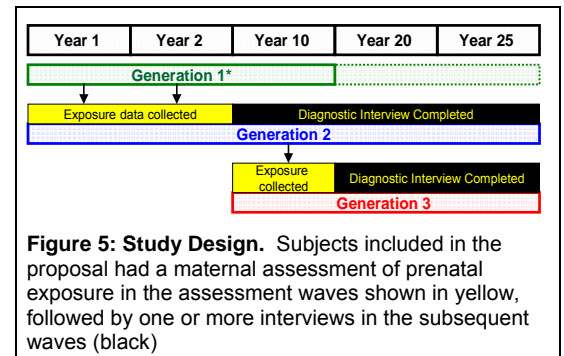 Year 1 Year 2 Year 10 Year 20 Year 25
Generation 1*
Exposure data collected Diagnostic Interview Completed
Generation 2
Exposure
collected Diagnostic Interview Completed
Generation 3
Figure 5: Study Design. Subjects included in the
proposal had a maternal assessment of prenatal
exposure in the assessment waves shown in yellow,
followed by one or more interviews in the subsequent
waves (black)